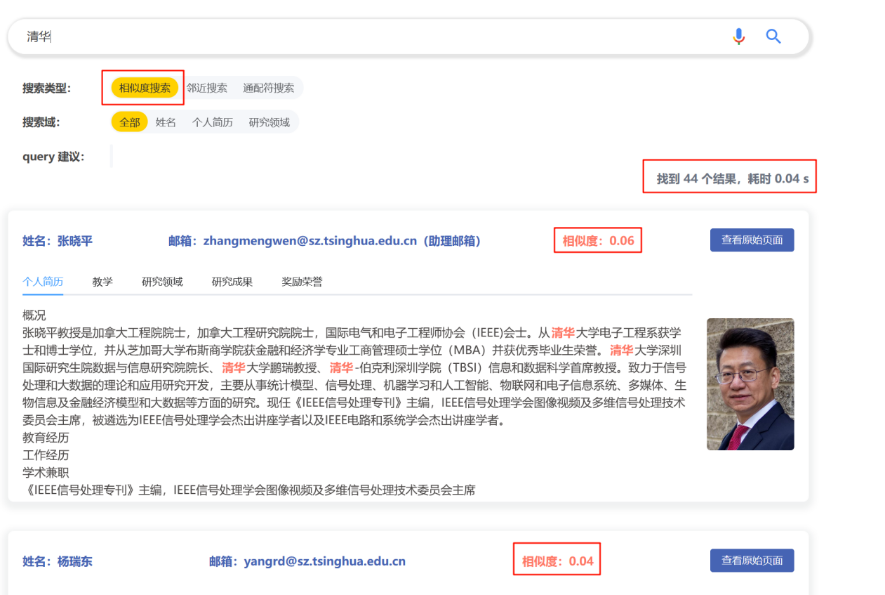 清华
搜索类型： 相似度搜索 邻近搜索 通配符搜索
搜索域： 全部 姓名 个人简历 研究领域
query 建议：
找到 44 个结果，耗时 0.04 s
姓名：张晓平 邮箱：zhangmengwen@sz.tsinghua.edu.cn（助理邮箱） 相似度：0.06 查看原始页面
个人简历 教学 研究领域 研究成果 奖励荣誉
概况
张晓平教授是加拿大工程院院士，加拿大工程研究院院士，国际电气和电子工程师协会（IEEE)会士。从清华大学电子工程系获学
士和博士学位，并从芝加哥大学布斯商学院获金融和经济学专业工商管理硕士学位（MBA）并获优秀毕业生荣誉。清华大学深圳
国际研究生院数据与信息研究院院长、清华大学鹏瑞教授、清华-伯克利深圳学院（TBSI）信息和数据科学首席教授。致力于信号
处理和大数据的理论和应用研究开发，主要从事统计模型、信号处理、机器学习和人工智能、物联网和电子信息系统、多媒体、生
物信息及金融经济模型和大数据等方面的研究。现任《IEEE信号处理专刊》主编，IEEE信号处理学会图像视频及多维信号处理技术
委员会主席，被遴选为IEEE信号处理学会杰出讲座学者以及IEEE电路和系统学会杰出讲座学者。
教育经历
工作经历
学术兼职
《IEEE信号处理专刊》主编，IEEE信号处理学会图像视频及多维信号处理技术委员会主席
姓名：杨瑞东 邮箱：yangrd@sz.tsinghua.edu.cn 相似度：0.04 查看原始页面